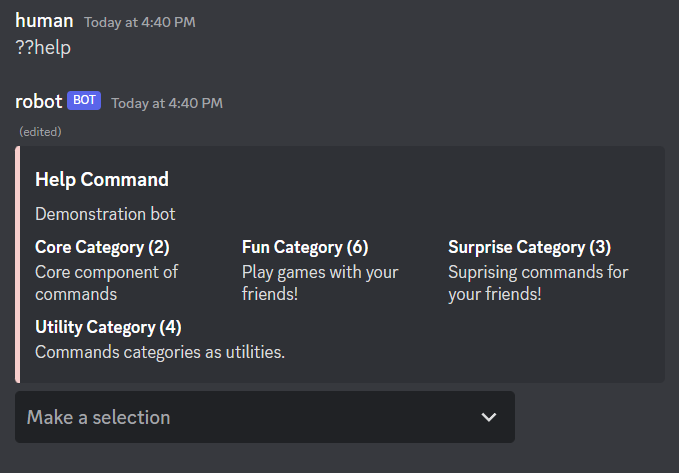 human Today at 4:40 PM
??help
robot BOT Today at 4:40 PM
(edited)
Help Command
Demonstration bot
Core Category (2)
Core component of
commands
Fun Category (6)
Play games with your
friends!
Surprise Category (3)
Suprising commands for
your friends!
Utility Category (4)
Commands categories as utilities.
Make a selection